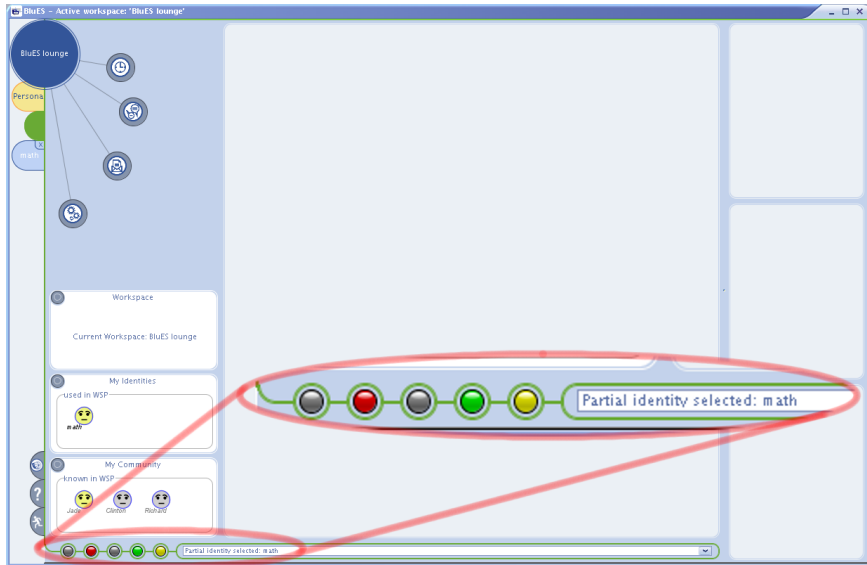 BluES - Active workspace: 'BluES lounge'
BluES lounge
Persona
x
math
Workspace
Current Workspace: BluES lounge
My Identities
used in WSP
math
Partial identity selected: math
My Community
known in WSP
Jade Clinton Richard
?
Partial identity selected: math